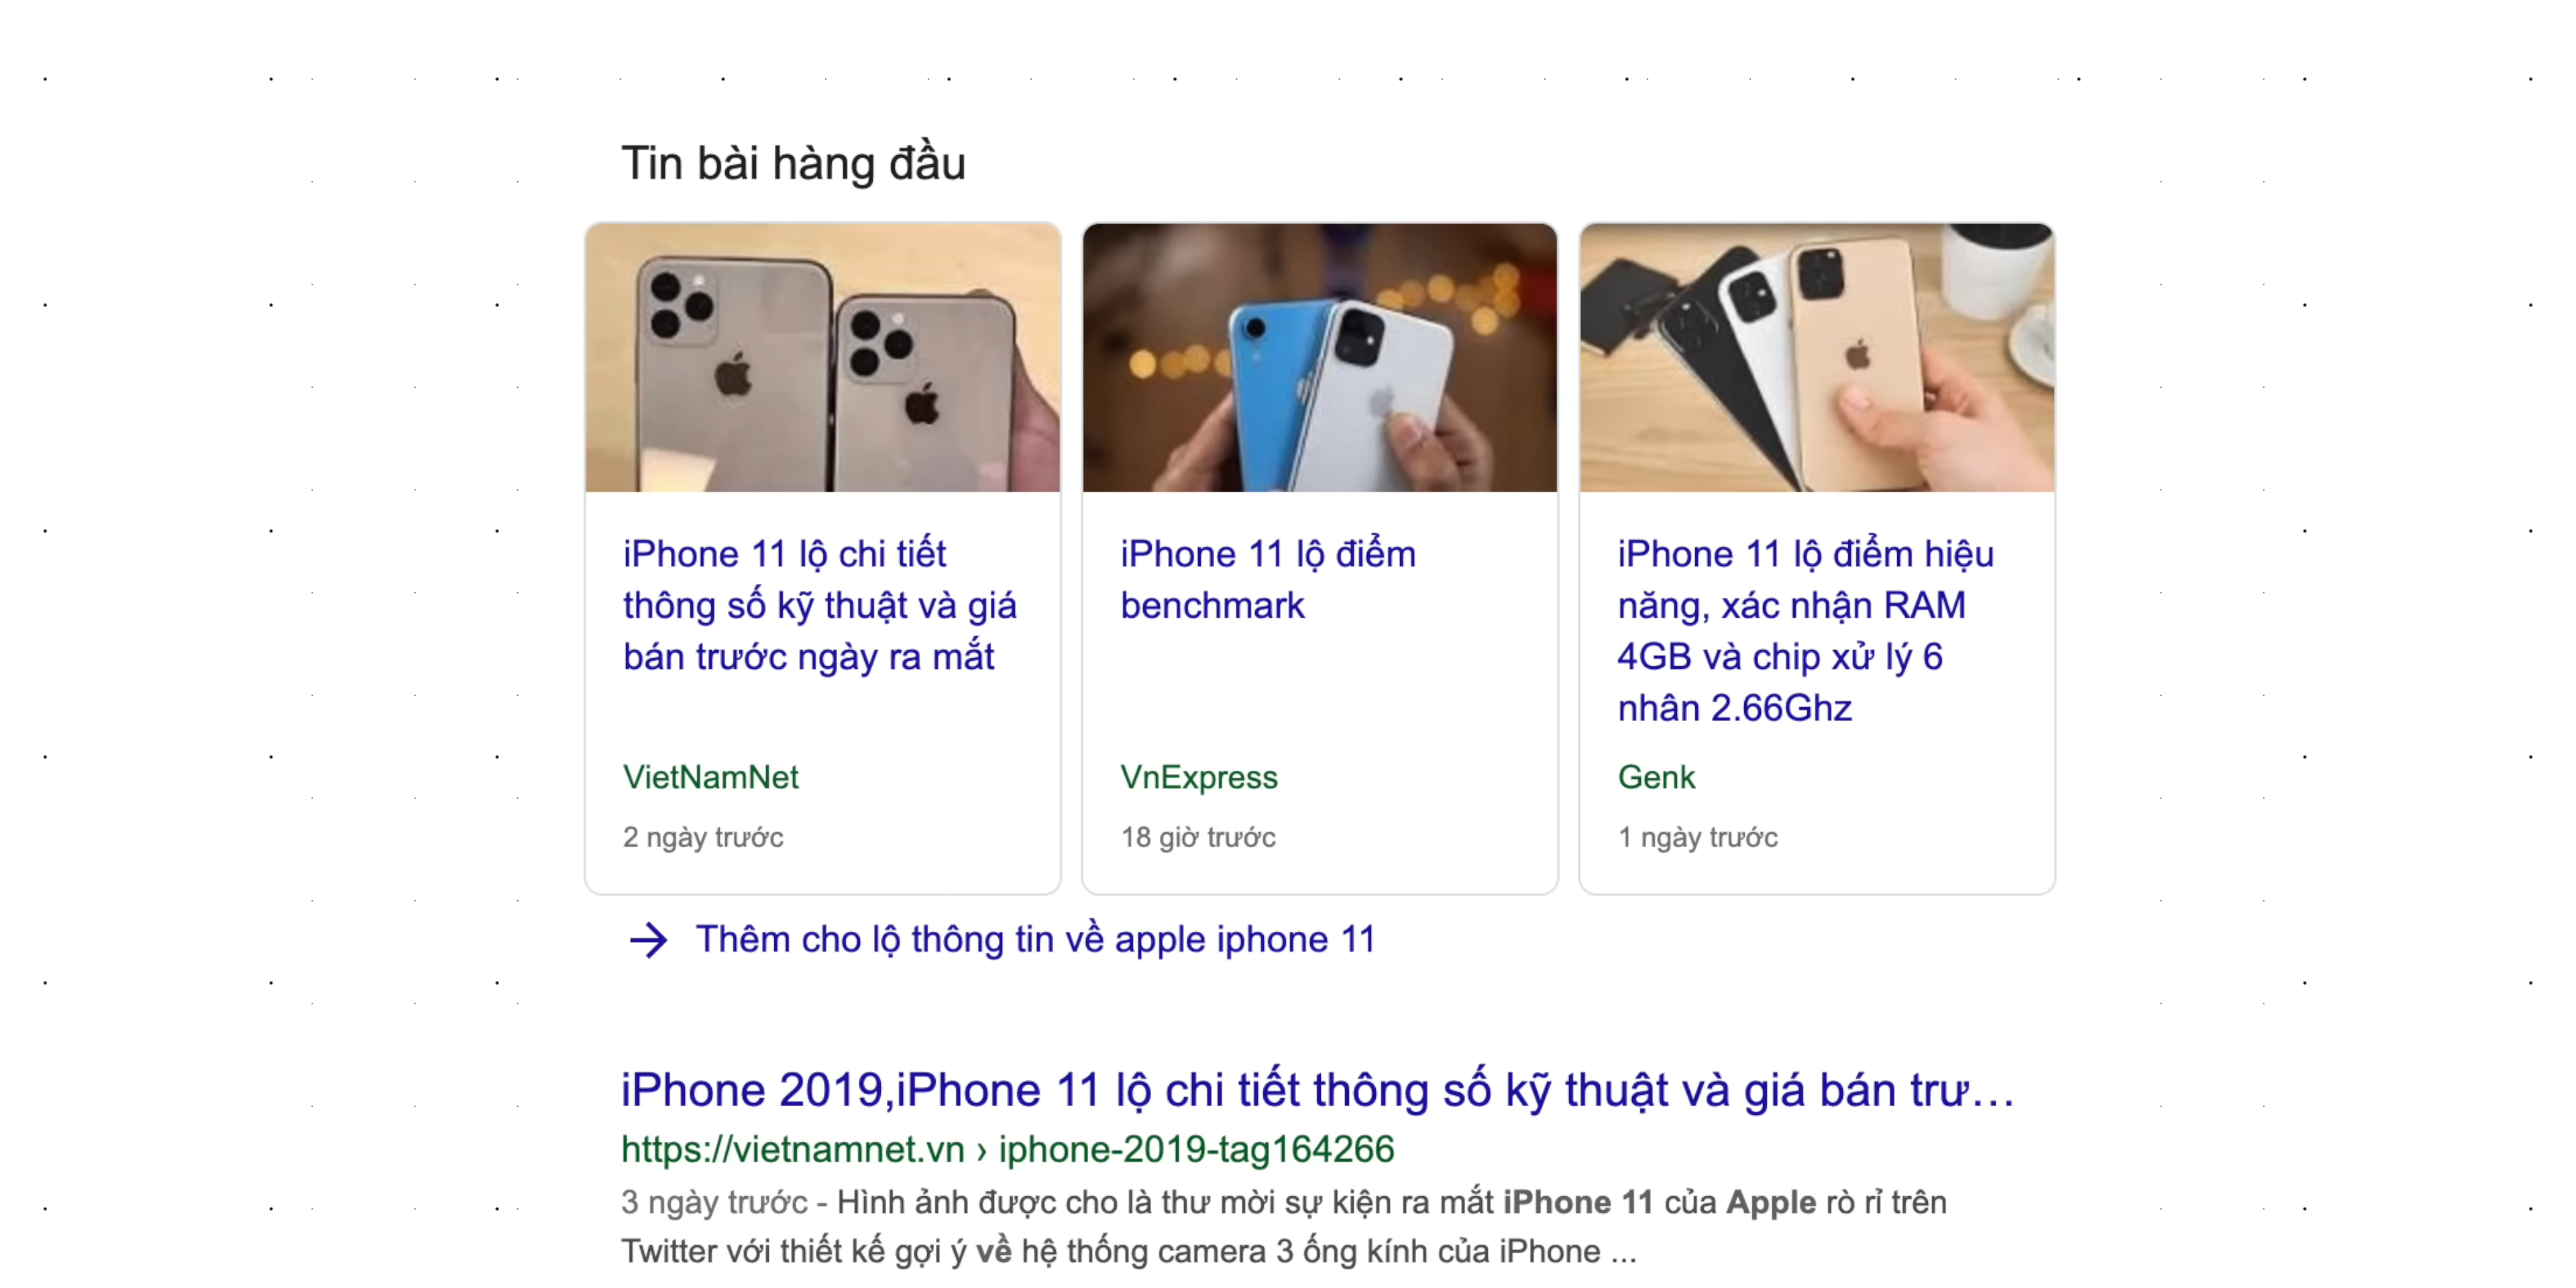 Tin bài hàng đầu
iPhone 11 lộ chi tiết
thông số kỹ thuật và giá
bán trước ngày ra mắt
VietNamNet
2 ngày trước
iPhone 11 lộ điểm
benchmark
VnExpress
18 giờ trước
iPhone 11 lộ điểm hiệu
năng, xác nhận RAM
4GB và chip xử lý 6
nhân 2.66Ghz
Genk
1 ngày trước
Thêm cho lộ thông tin về apple iphone 11
iPhone 2019,iPhone 11 lộ chi tiết thông số kỹ thuật và giá bán trư...
https://vietnamnet.vn › iphone-2019-tag164266
3 ngày trước - Hình ảnh được cho là thư mời sự kiện ra mắt iPhone 11 của Apple rò rỉ trên
Twitter với thiết kế gợi ý về hệ thống camera 3 ống kính của iPhone ...